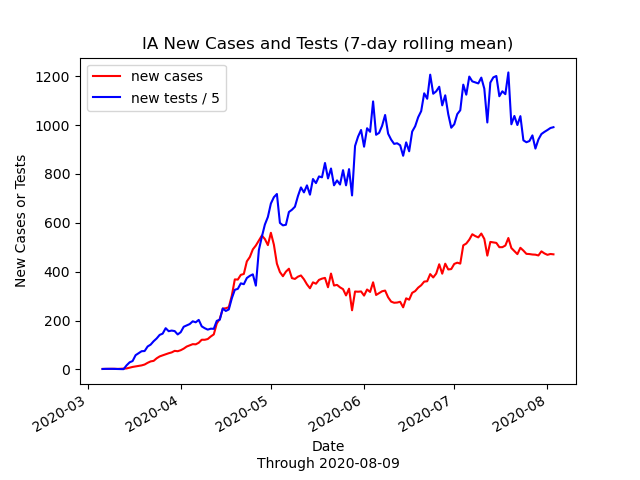 IA New Cases and Tests (7-day rolling mean)
new cases
new tests / 5
1200
1000
800
600
400
200
0
New Cases or Tests
2020-03
2020-04
2020-05
2020-06
2020-07
2020-08
Date
Through 2020-08-09